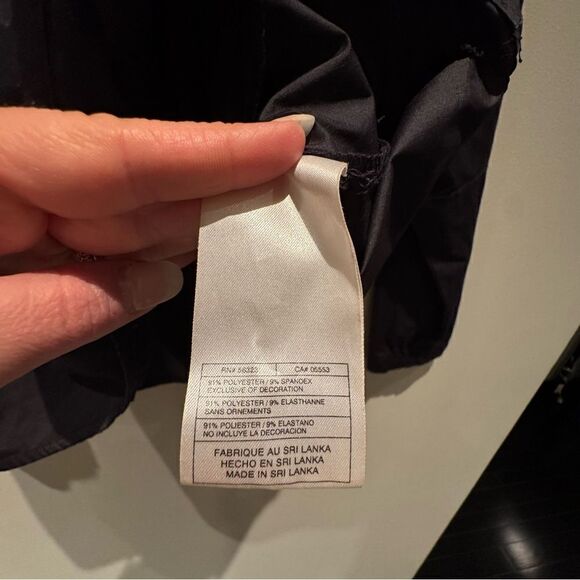 RN# 56323 CA# 05553
91% POLYESTER / 9% SPANDEX
EXCLUSIVE OF DECORATION
91% POLYESTER / 9% ELASTHANNE
SANS ORNEMENTS
91% POLIESTER / 9% ELASTANO
NO INCLUYE LA DECORACION
FABRIQUE AU SRI LANKA
HECHO EN SRI LANKA
MADE IN SRI LANKA